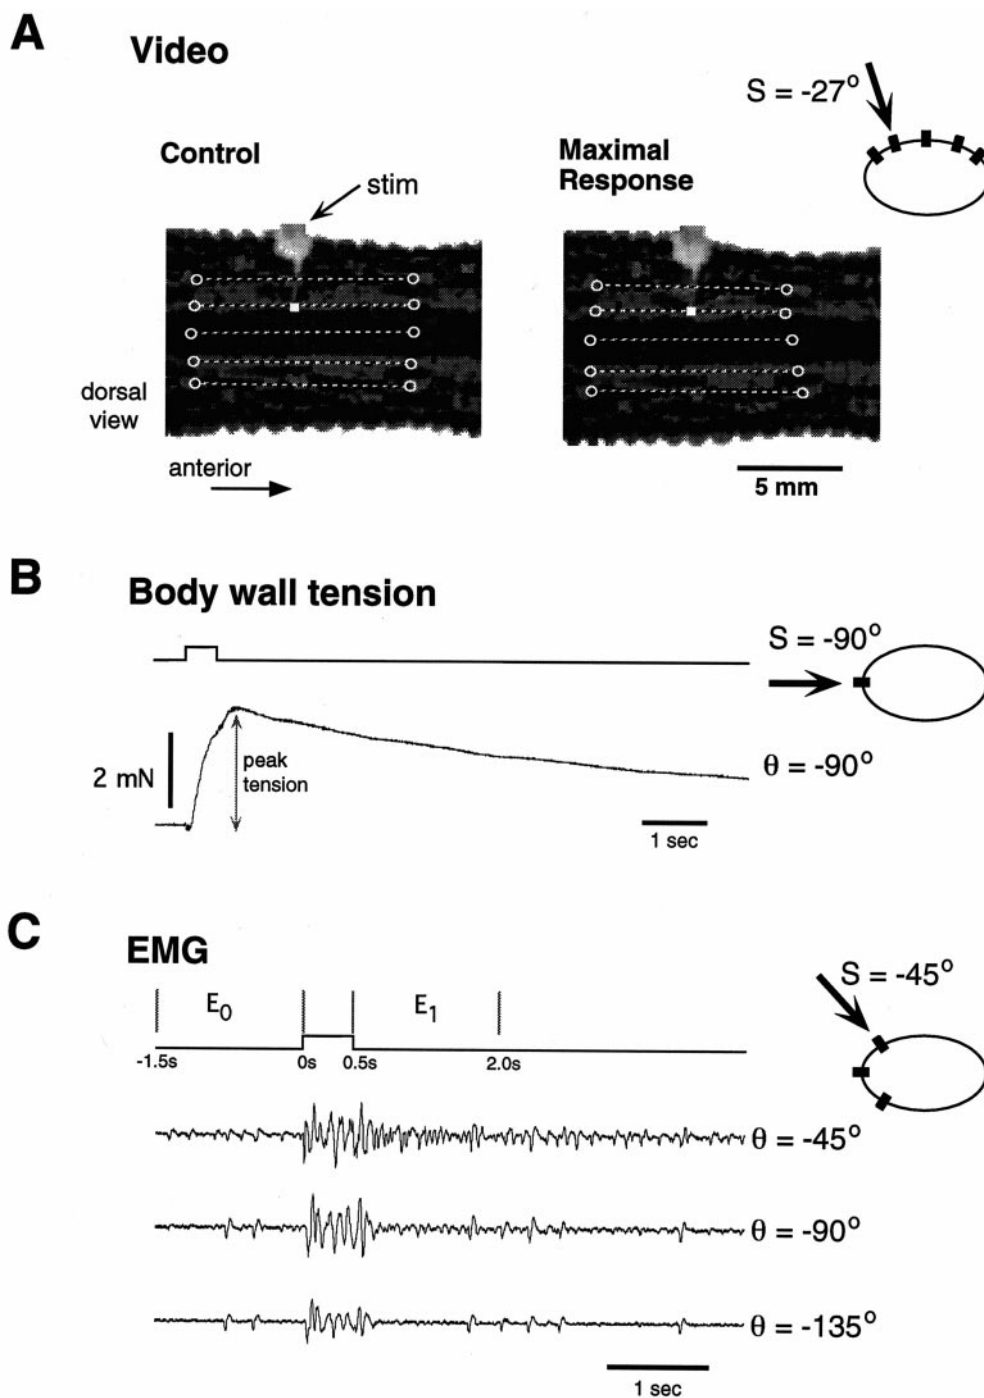 A
Video
S = -27°
Control
stim
Maximal
Response
dorsal
view
anterior
5 mm
B
Body wall tension
S = -90°
2 mN
peak
tension
θ = -90°
1 sec
C
EMG
S = -45°
E₀
E₁
-1.5s
0s
0.5s
2.0s
θ = -45°
θ = -90°
θ = -135°
1 sec